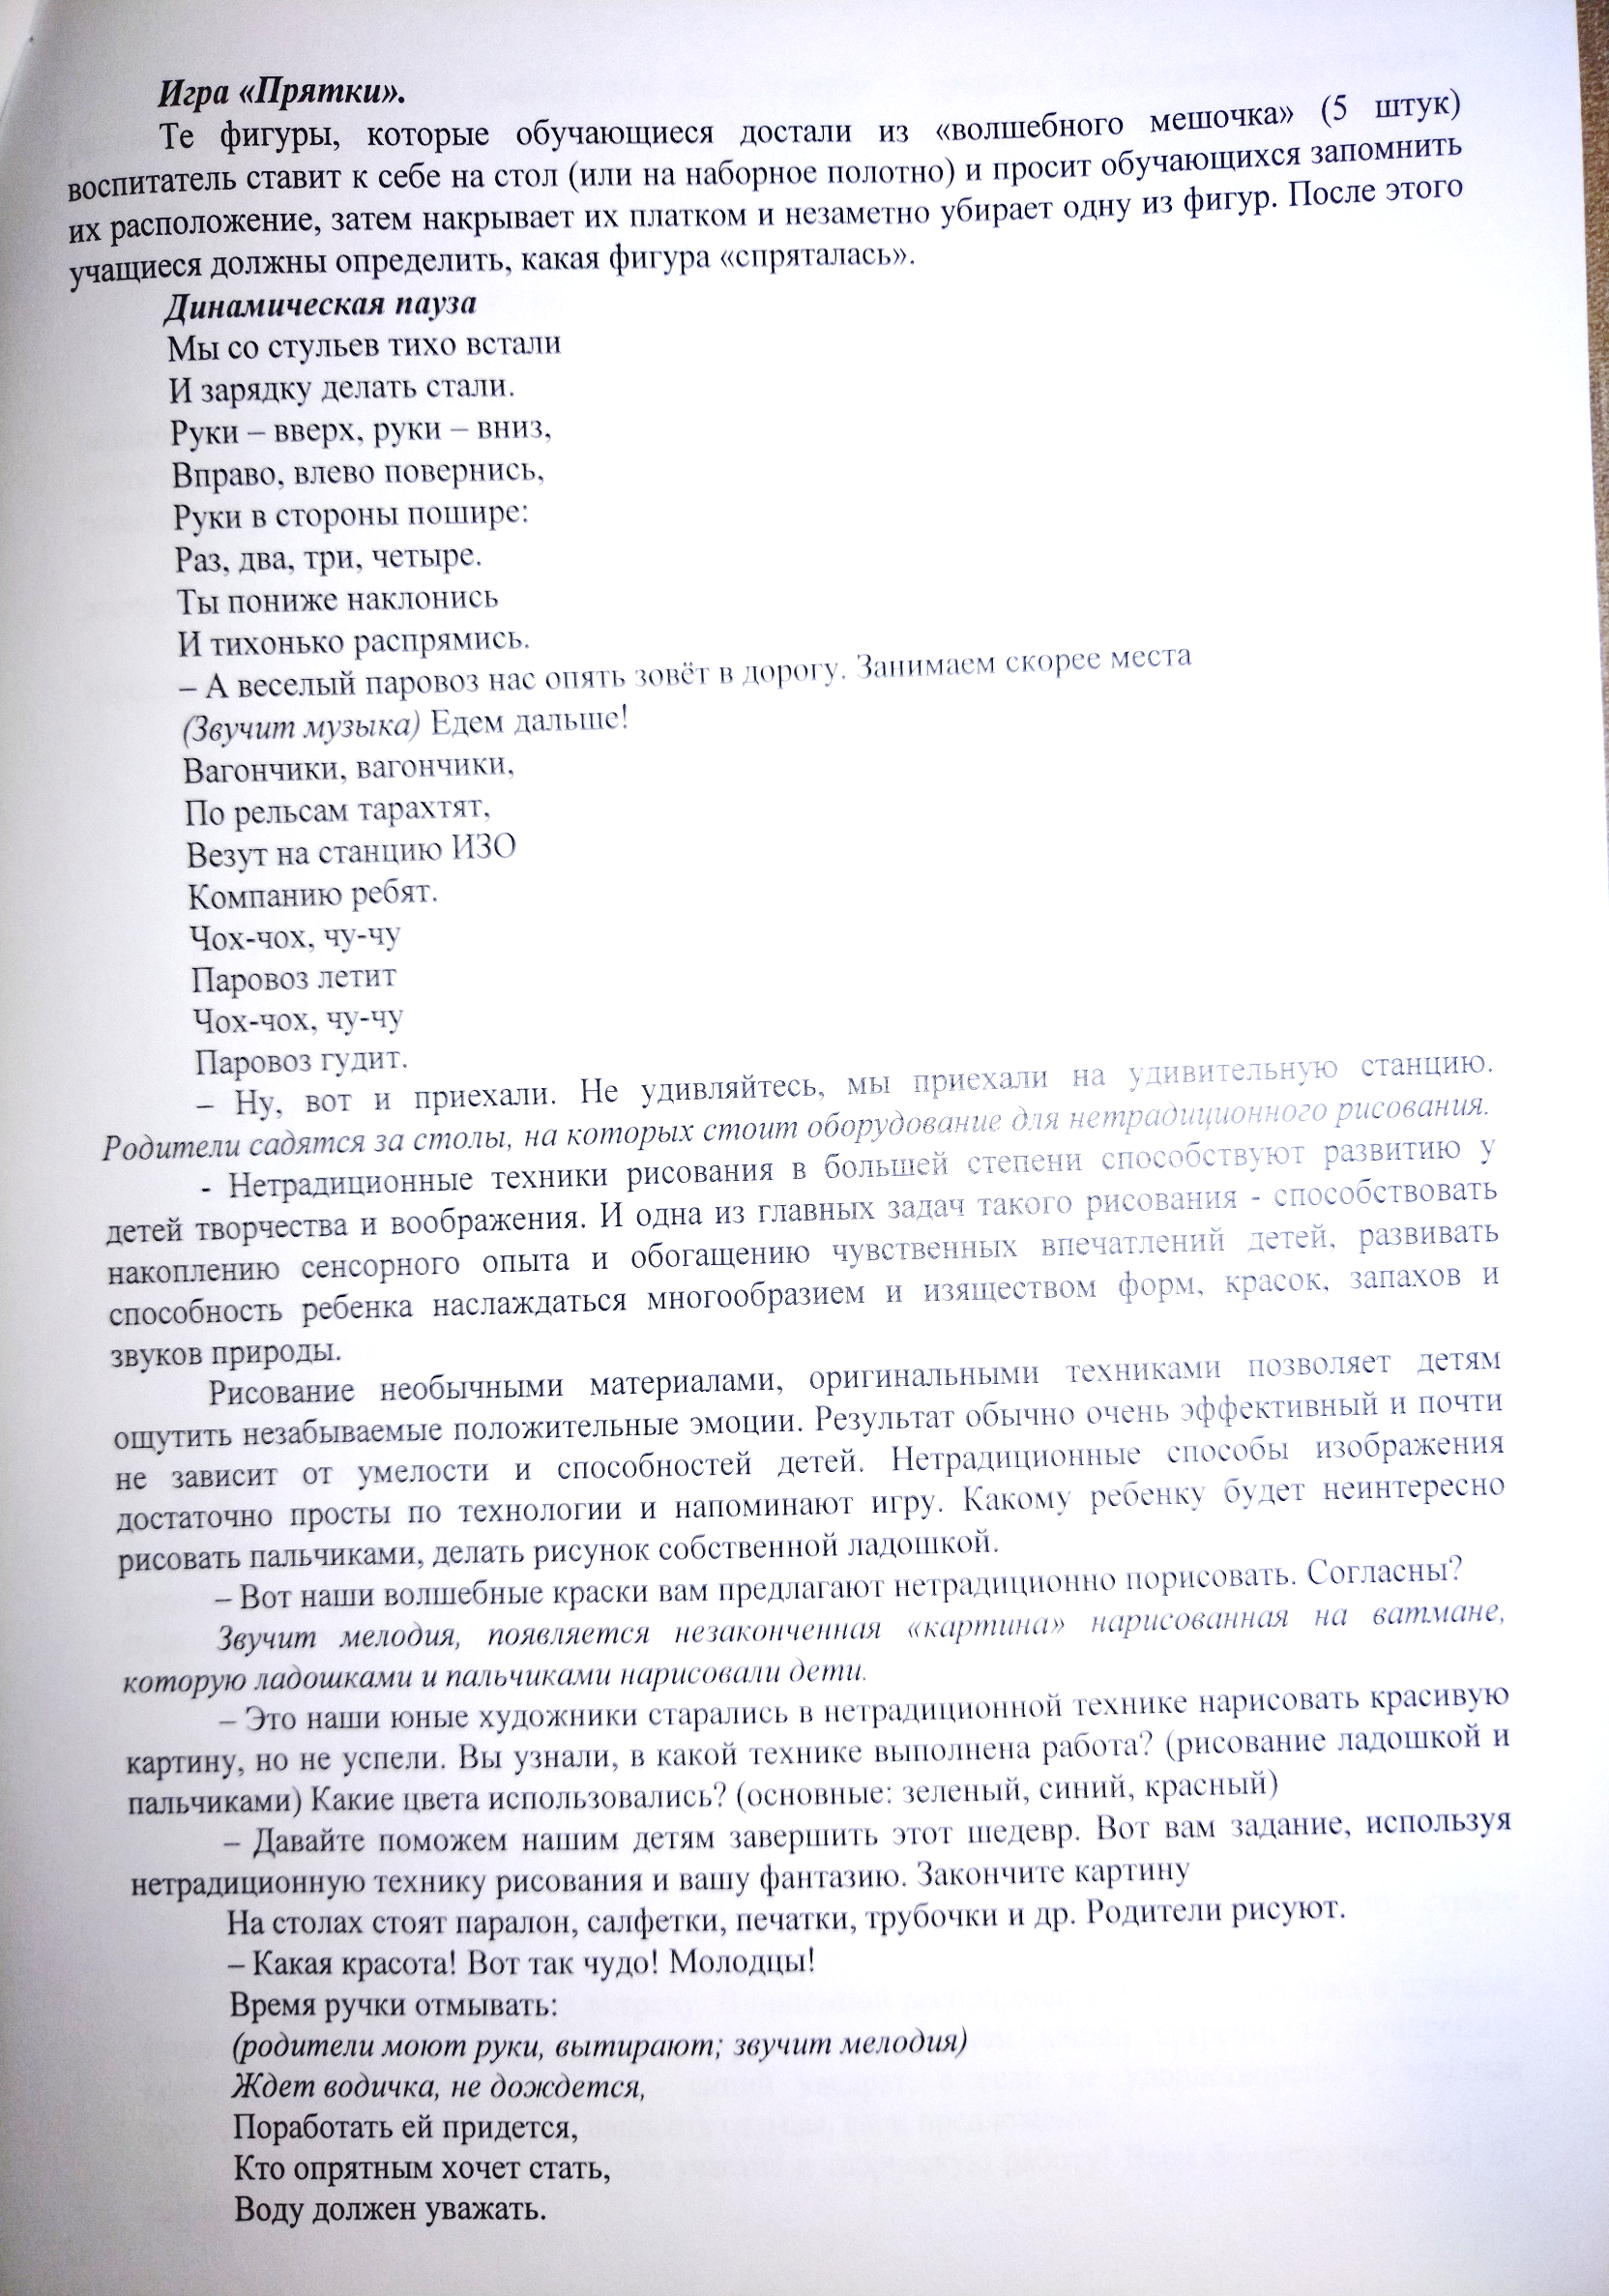 Игра «Прятки».
Те фигуры, которые обучающиеся достали из «волшебного мешочка» (5 штук)
воспитатель ставит к себе на стол (или на наборное полотно) и просит обучающихся запомнить
их расположение, затем накрывает их платком и незаметно убирает одну из фигур. После этого
учащиеся должны определить, какая фигура «спряталась».
Динамическая пауза
Мы со стульев тихо встали
И зарядку делать стали.
Руки – вверх, руки – вниз,
Вправо, влево повернись,
Руки в стороны пошире:
Раз, два, три, четыре.
Ты пониже наклонись
И тихонько распрямись.
– А веселый паровоз нас опять зовёт в дорогу. Занимаем скорее места
(Звучит музыка) Едем дальше!
Вагончики, вагончики,
По рельсам тарахтят,
Везут на станцию ИЗО
Компанию ребят.
Чох-чох, чу-чу
Паровоз летит
Чох-чох, чу-чу
Паровоз гудит.
– Ну, вот и приехали. Не удивляйтесь, мы приехали на удивительную станцию.
Родители садятся за столы, на которых стоит оборудование для нетрадиционного рисования.
- Нетрадиционные техники рисования в большей степени способствуют развитию у
детей творчества и воображения. И одна из главных задач такого рисования - способствовать
накоплению сенсорного опыта и обогащению чувственных впечатлений детей, развивать
способность ребенка наслаждаться многообразием и изяществом форм, красок, запахов и
звуков природы.
Рисование необычными материалами, оригинальными техниками позволяет детям
ощутить незабываемые положительные эмоции. Результат обычно очень эффективный и почти
не зависит от умелости и способностей детей. Нетрадиционные способы изображения
достаточно просты по технологии и напоминают игру. Какому ребенку будет неинтересно
рисовать пальчиками, делать рисунок собственной ладошкой.
– Вот наши волшебные краски вам предлагают нетрадиционно порисовать. Согласны?
Звучит мелодия, появляется незаконченная «картина» нарисованная на ватмане,
которую ладошками и пальчиками нарисовали дети.
– Это наши юные художники старались в нетрадиционной технике нарисовать красивую
картину, но не успели. Вы узнали, в какой технике выполнена работа? (рисование ладошкой и
пальчиками) Какие цвета использовались? (основные: зеленый, синий, красный)
– Давайте поможем нашим детям завершить этот шедевр. Вот вам задание, используя
нетрадиционную технику рисования и вашу фантазию. Закончите картину
На столах стоят паралон, салфетки, печатки, трубочки и др. Родители рисуют.
– Какая красота! Вот так чудо! Молодцы!
Время ручки отмывать:
(родители моют руки, вытирают; звучит мелодия)
Ждет водичка, не дождется,
Поработать ей придется,
Кто опрятным хочет стать,
Воду должен уважать.